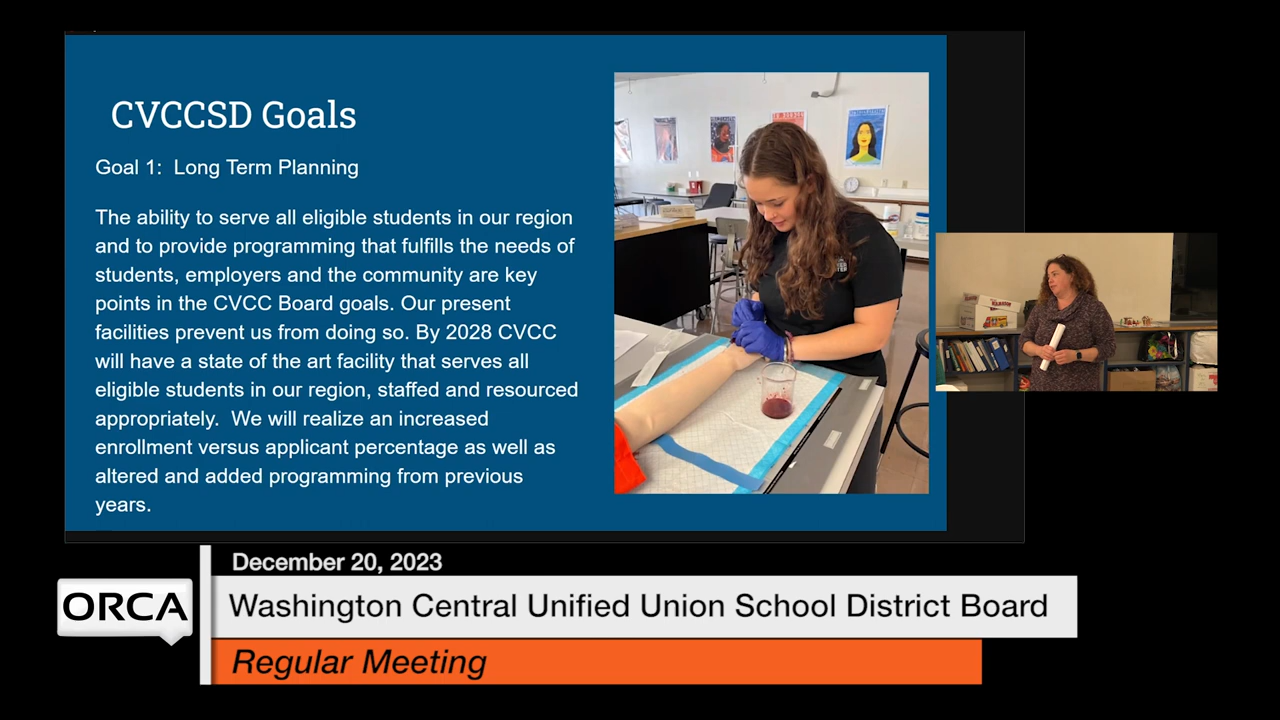 CVCCSD Goals
Goal 1: Long Term Planning
The ability to serve all eligible students in our region
and to provide programming that fulfills the needs of
students, employers and the community are key
points in the CVCC Board goals. Our present
facilities prevent us from doing so. By 2028 CVCC
will have a state of the art facility that serves all
eligible students in our region, staffed and resourced
appropriately. We will realize an increased
enrollment versus applicant percentage as well as
altered and added programming from previous
years.
December 20, 2023
ORCA
Washington Central Unified Union School District Board
Regular Meeting